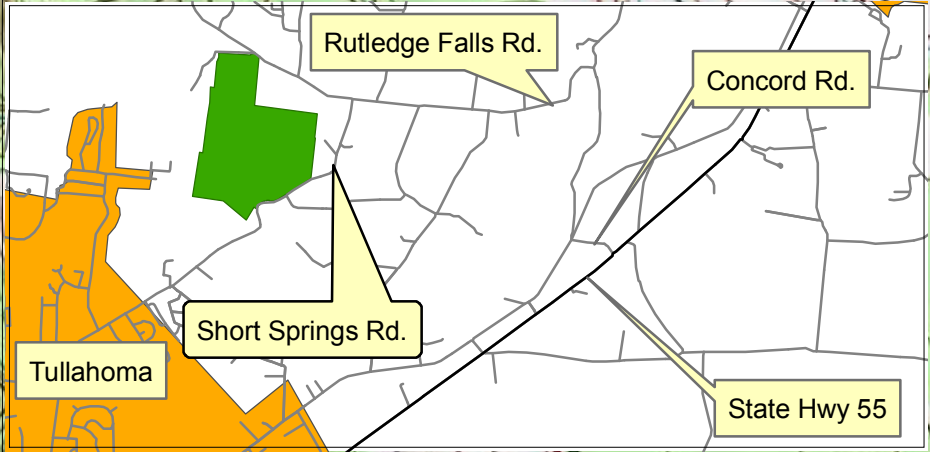 Rutledge Falls Rd.
Concord Rd.
Short Springs Rd.
Tullahoma
State Hwy 55